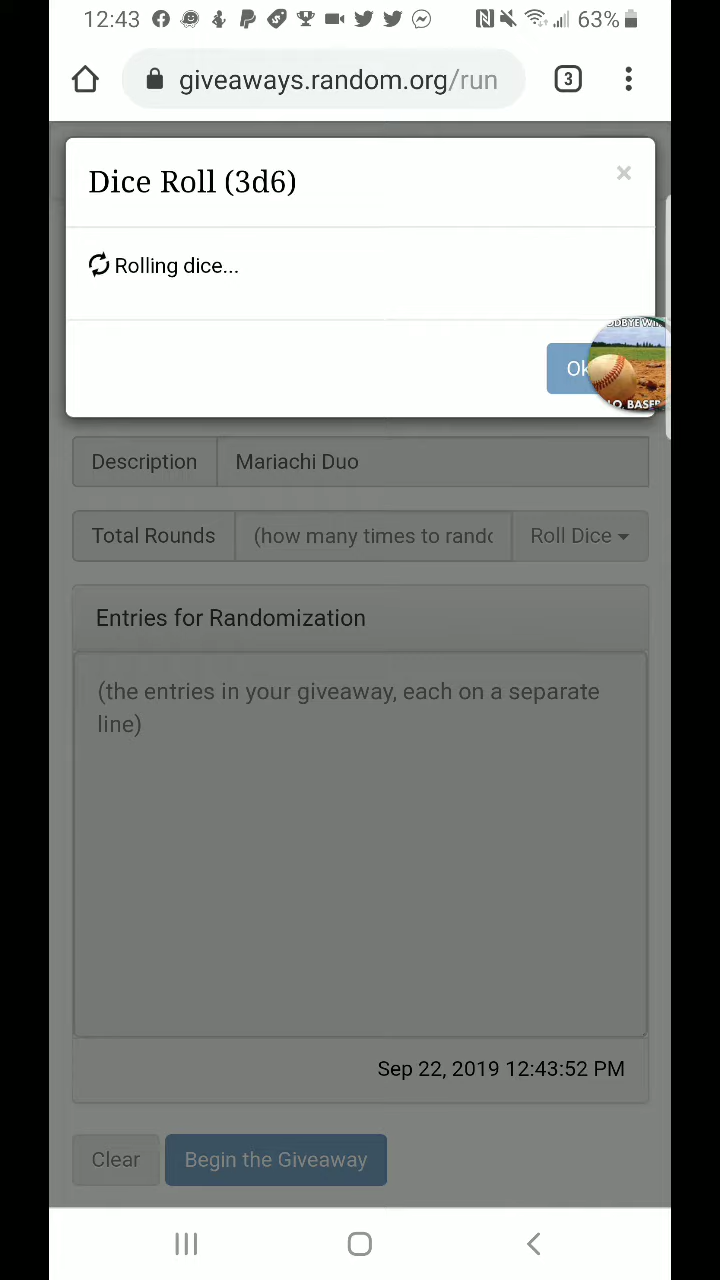 12:43
63%
giveaways.random.org/run
3
Dice Roll (3d6)
×
Rolling dice...
Ok
Description
Mariachi Duo
Total Rounds
(how many times to rando
Roll Dice
Entries for Randomization
(the entries in your giveaway, each on a separate
line)
Sep 22, 2019 12:43:52 PM
Clear
Begin the Giveaway